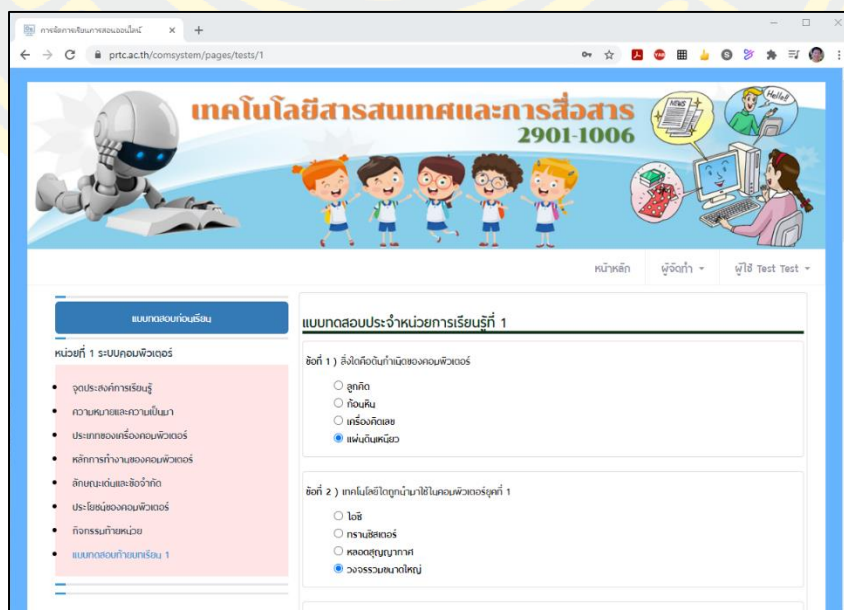 การจัดการเรียนการสอนออนไลน์
prtc.ac.th/comsystem/pages/tests/1
เทคโนโลยีสารสนเทศและการสื่อสาร
2901-1006
NEWS
Hello!
หน้าหลัก
ผู้จัดทำ
ผู้ใช้ Test Test
แบบทดสอบก่อนเรียน
หน่วยที่ 1 ระบบคอมพิวเตอร์
จุดประสงค์การเรียนรู้
ความหมายและความเป็นมา
ประเภทของเครื่องคอมพิวเตอร์
หลักการทำงานของคอมพิวเตอร์
ลักษณะเด่นและข้อจำกัด
ประโยชน์ของคอมพิวเตอร์
กิจกรรมท้ายหน่วย
แบบทดสอบท้ายบทเรียน 1
แบบทดสอบประจำหน่วยการเรียนรู้ที่ 1
ข้อที่ 1 ) สิ่งใดคือต้นกำเนิดของคอมพิวเตอร์
ลูกคิด
ก้อนหิน
เครื่องคิดเลข
แผ่นดินเหนียว
ข้อที่ 2 ) เทคโนโลยีใดถูกนำมาใช้ในคอมพิวเตอร์ยุคที่ 1
ไอซี
ทรานซิสเตอร์
หลอดสุญญากาศ
วงจรรวมขนาดใหญ่